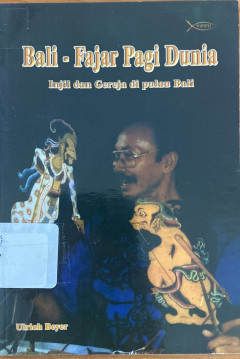 Bali - Fajar Pagi Dunia
Injil dan Gereja di pulau Bali
Ulrich Beyer